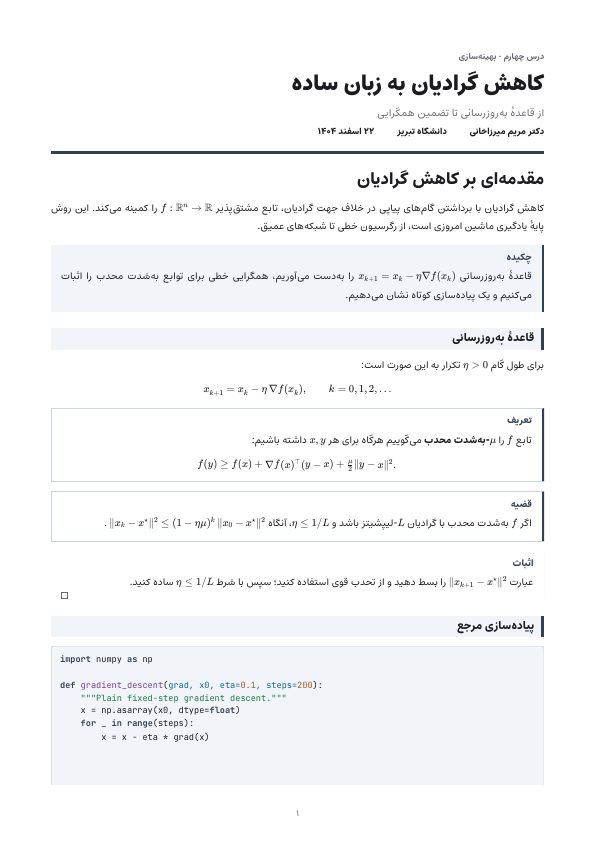 درس چهارم · بهینه‌سازی
کاهش گرادیان به زبان ساده
از قاعدهٔ به‌روزرسانی تا تضمین همگرایی
دکتر مریم میرزاخانی دانشگاه تبریز ۲۲ اسفند ۱۴۰۴
مقدمه‌ای بر کاهش گرادیان
کاهش گرادیان با برداشتن گام‌های پیاپی در خلاف جهت گرادیان، تابع مشتق‌پذیر f : ℝⁿ → ℝ را کمینه می‌کند. این روش
پایهٔ یادگیری ماشین امروزی است، از رگرسیون خطی تا شبکه‌های عمیق.
چکیده
قاعدهٔ به‌روزرسانی x_{k+1} = x_k − η∇f(x_k) را به‌دست می‌آوریم، همگرایی خطی برای توابع به‌شدت محدب را اثبات
می‌کنیم و یک پیاده‌سازی کوتاه نشان می‌دهیم.
قاعدهٔ به‌روزرسانی
برای طول گام η > 0 تکرار به این صورت است:
x_{k+1} = x_k − η ∇f(x_k), k = 0, 1, 2, …
تعریف
تابع f را μ-به‌شدت محدب می‌گوییم هرگاه برای هر x, y داشته باشیم:
f(y) ≥ f(x) + ∇f(x)^⊤(y − x) + μ/2 ‖y − x‖².
قضیه
اگر f به‌شدت محدب با گرادیان L-لیپشیتز باشد و η ≤ 1/L، آنگاه ‖x_k − x*‖² ≤ (1 − ημ)^k ‖x_0 − x*‖² .
اثبات
عبارت ‖x_{k+1} − x*‖² را بسط دهید و از تحدب قوی استفاده کنید؛ سپس با شرط η ≤ 1/L ساده کنید.
□
پیاده‌سازی مرجع
import numpy as np
def gradient_descent(grad, x0, eta=0.1, steps=200):
    """Plain fixed-step gradient descent."""
    x = np.asarray(x0, dtype=float)
    for _ in range(steps):
        x = x - eta * grad(x)
۱